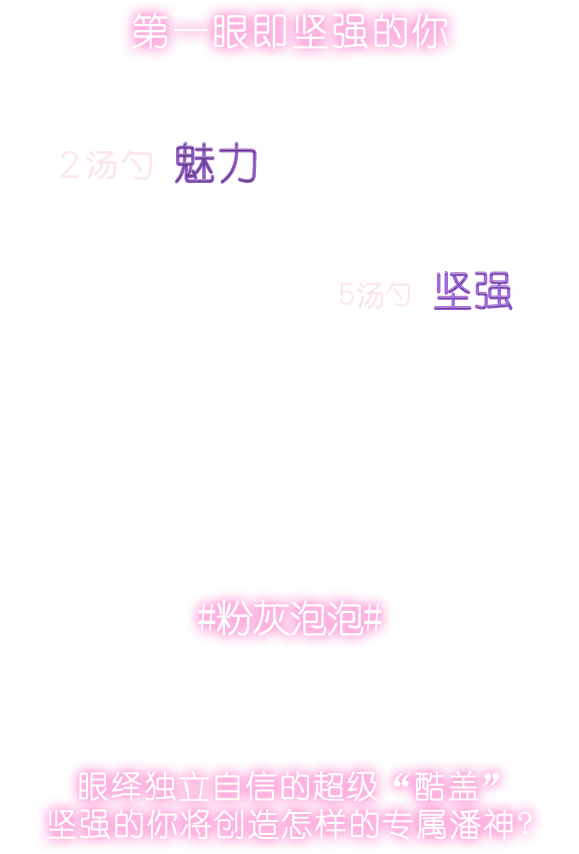 第一眼即坚强的你
2汤勺 魅力
5汤勺 坚强
#粉灰泡泡#
眼绎独立自信的超级“酷盖”
坚强的你将创造怎样的专属潘神?